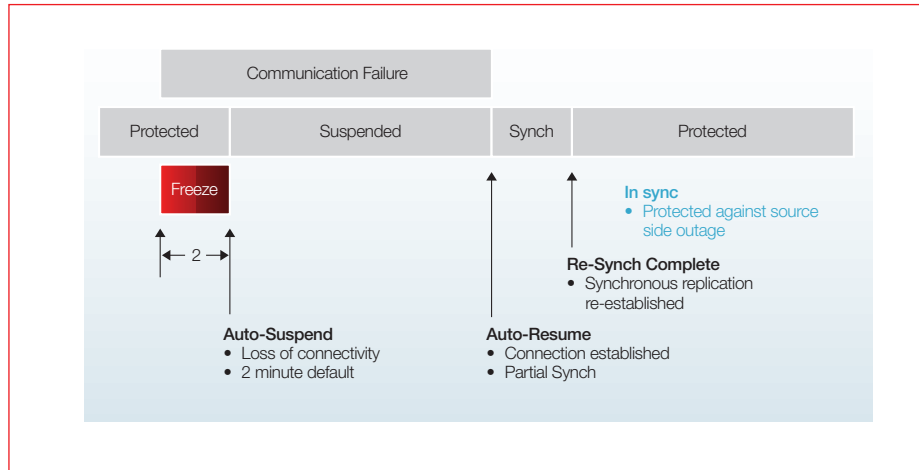 Communication Failure
Protected
Suspended
Synch
Protected
Freeze
2
In sync
• Protected against source
side outage
Re-Synch Complete
• Synchronous replication
re-established
Auto-Suspend
• Loss of connectivity
• 2 minute default
Auto-Resume
• Connection established
• Partial Synch